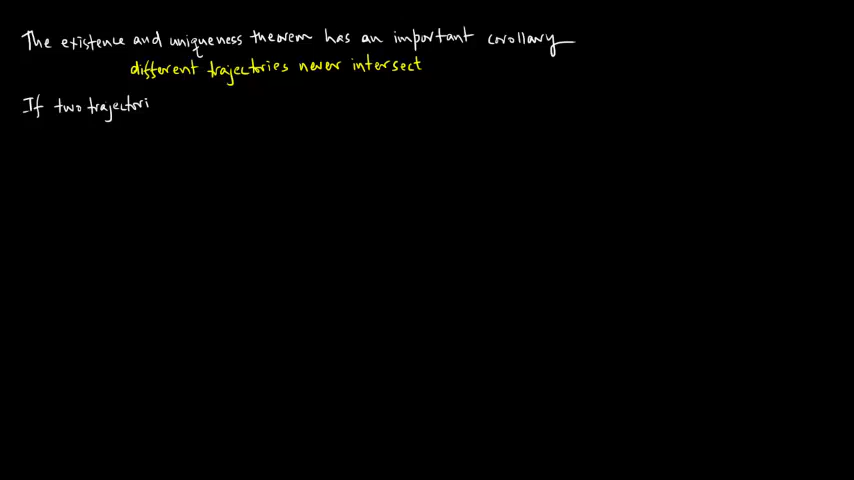 The existence and uniqueness theorem has an important corollary
different trajectories never intersect
If two trajectori